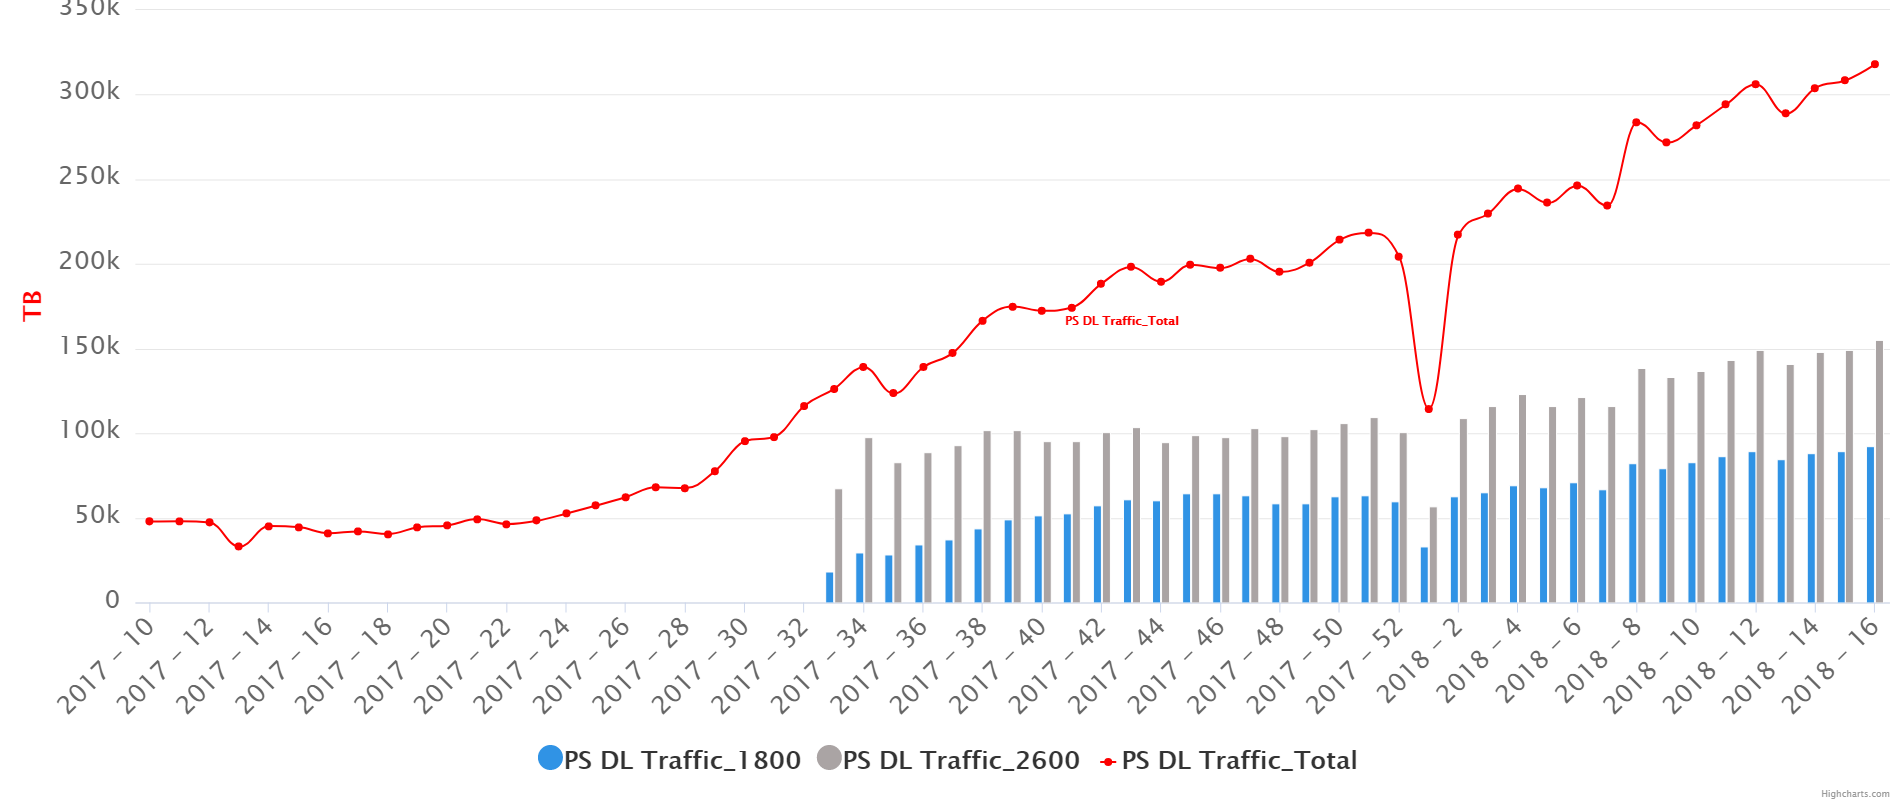 350k
300k
250k
200k
150k
100k
50k
0
TB
PS DL Traffic_Total
2017 – 10
2017 – 12
2017 – 14
2017 – 16
2017 – 18
2017 – 20
2017 – 22
2017 – 24
2017 – 26
2017 – 28
2017 – 30
2017 – 32
2017 – 34
2017 – 36
2017 – 38
2017 – 40
2017 – 42
2017 – 44
2017 – 46
2017 – 48
2017 – 50
2017 – 52
2018 – 2
2018 – 4
2018 – 6
2018 – 8
2018 – 10
2018 – 12
2018 – 14
2018 – 16
PS DL Traffic_1800 PS DL Traffic_2600 PS DL Traffic_Total
Highcharts.com